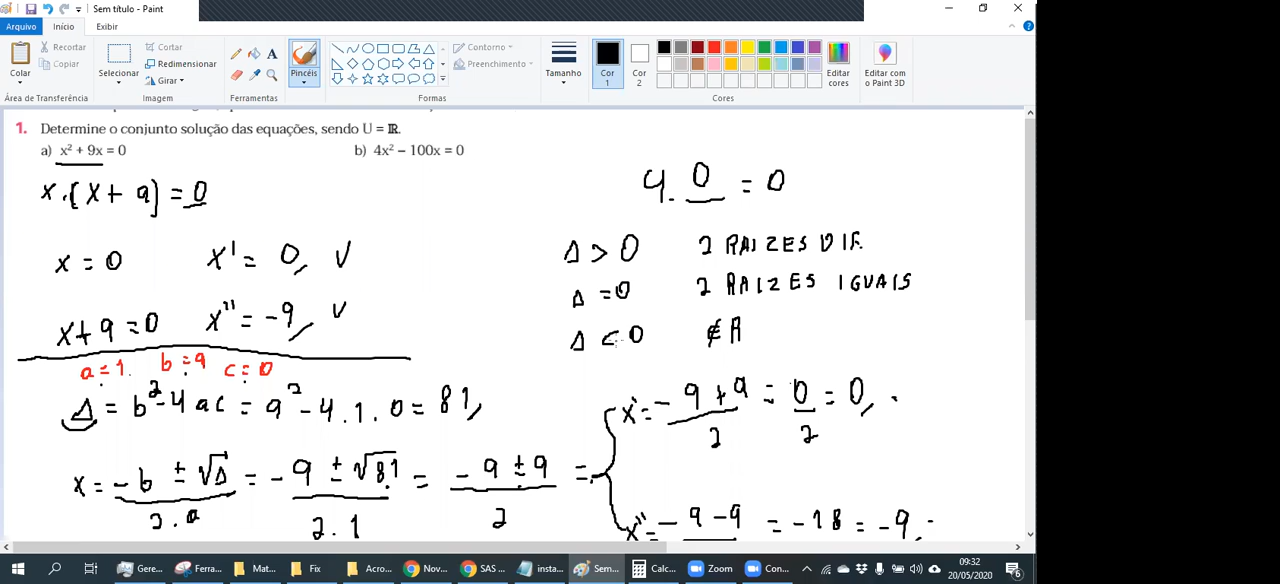 Sem título - Paint
Arquivo Início Exibir
Colar Recortar Copiar Área de Transferência
Selecionar Cortar Redimensionar Girar Imagem
A Ferramentas
Pincéis
Contorno Preenchimento Formas
Tamanho
Cor 1 Cor 2 Editar cores Cores
Editar com o Paint 3D
1. Determine o conjunto solução das equações, sendo U = ℝ.
a) x² + 9x = 0 b) 4x² – 100x = 0
x.(x + 9) = 0
4. 0 = 0
x = 0 x' = 0, V
x + 9 = 0 x'' = -9, V
Δ > 0 2 RAIZES DIF.
Δ = 0 2 RAIZES IGUAIS
Δ < 0 ∉ R
a = 1. b = 9 c = 0
Δ = b² - 4ac = 9² - 4.1.0 = 81,
x = -b ± √Δ / 2.a = -9 ± √81 / 2.1 = -9 ± 9 / 2 =
x' = -9 + 9 / 2 = 0 / 2 = 0,
x'' = -9 - 9 = -18 = -9,
Gere... Ferra... Mat... Fix Acro... Nov... SAS ... insta... Sem... Calc... Zoom Con... 09:32
20/05/2020 6